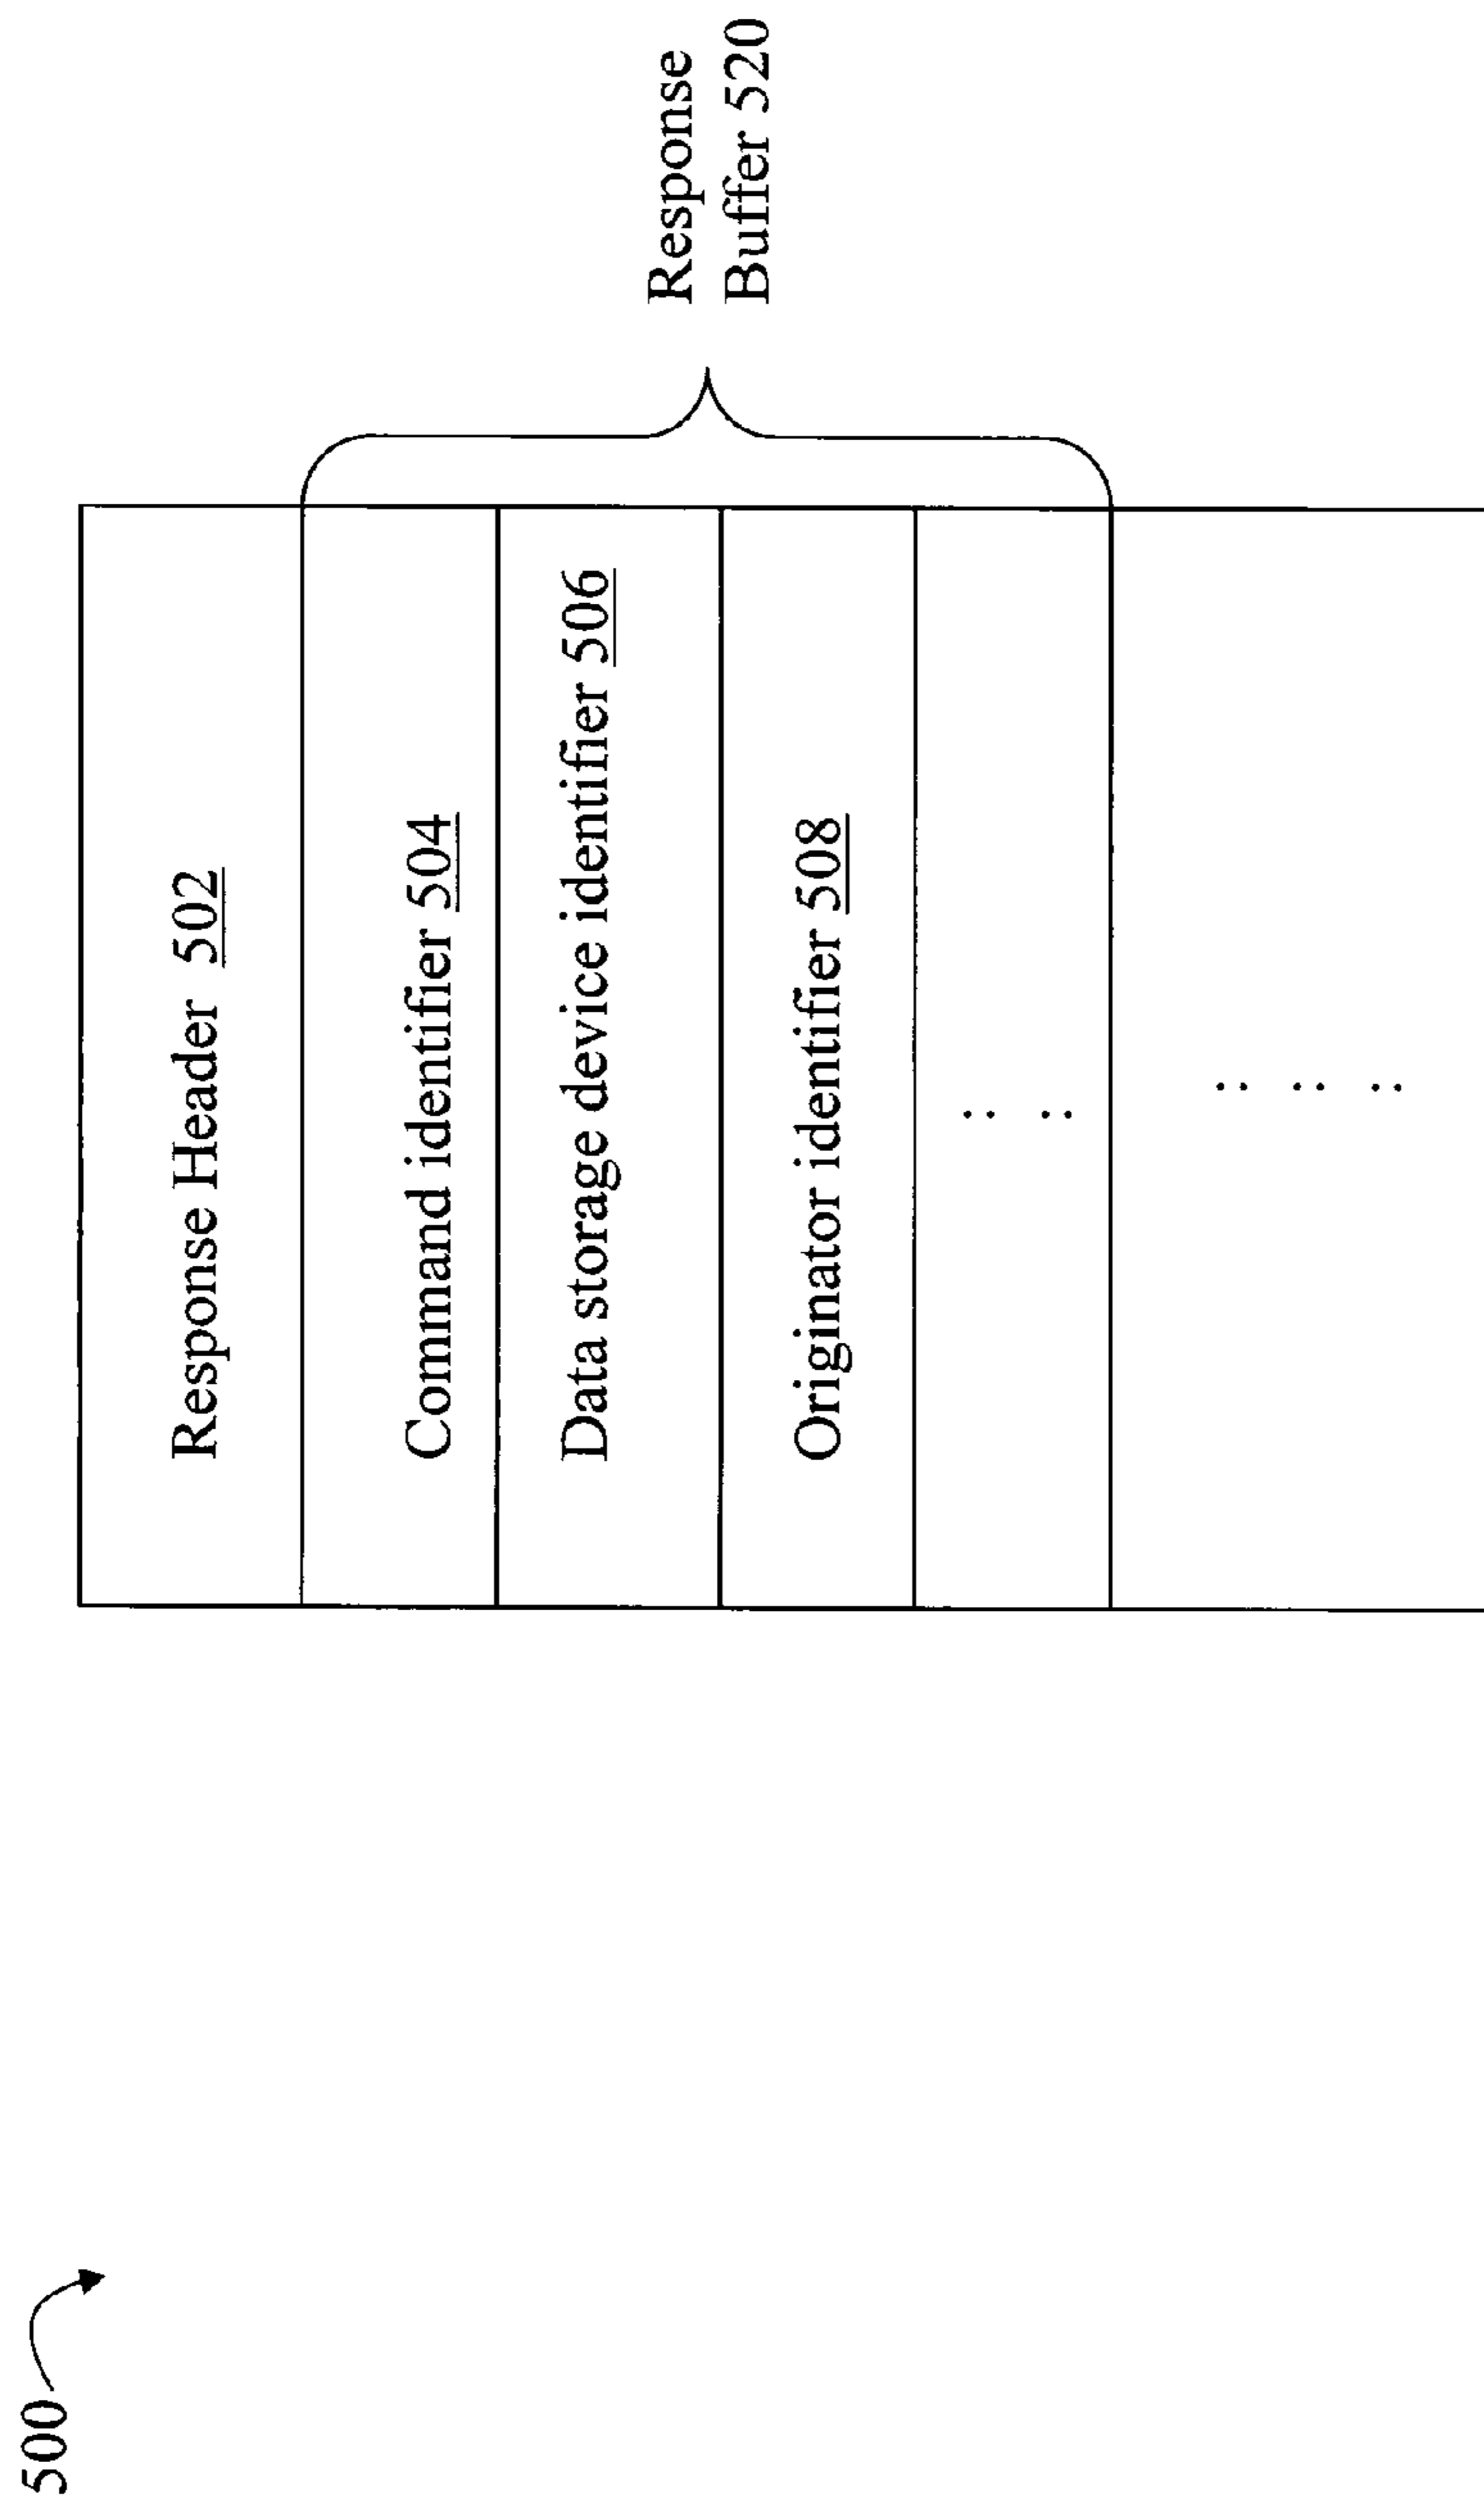 500
Response Header 502
Command identifier 504
Data storage device identifier 506
Originator identifier 508
: :
: : :
Response
Buffer 520